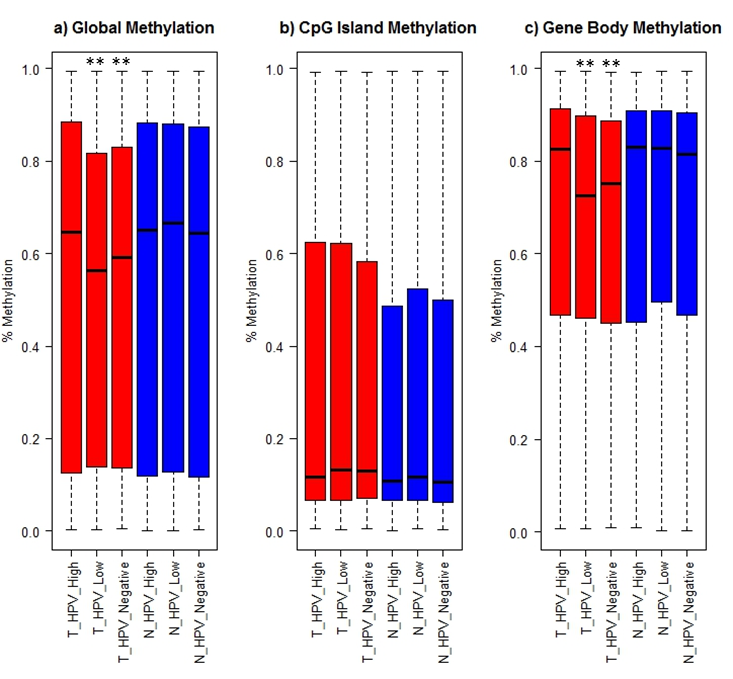 a) Global Methylation
b) CpG Island Methylation
c) Gene Body Methylation
% Methylation
1.0
0.8
0.6
0.4
0.2
0.0
** **
T_HPV_High
T_HPV_Low
T_HPV_Negative
N_HPV_High
N_HPV_Low
N_HPV_Negative
% Methylation
1.0
0.8
0.6
0.4
0.2
0.0
T_HPV_High
T_HPV_Low
T_HPV_Negative
N_HPV_High
N_HPV_Low
N_HPV_Negative
% Methylation
1.0
0.8
0.6
0.4
0.2
0.0
** **
T_HPV_High
T_HPV_Low
T_HPV_Negative
N_HPV_High
N_HPV_Low
N_HPV_Negative